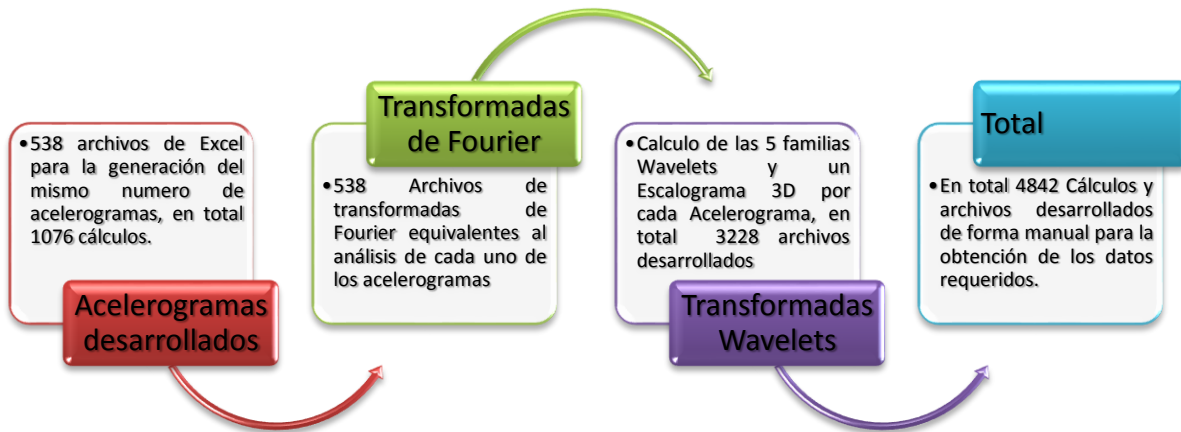 •538 archivos de Excel
para la generación del
mismo numero de
acelerogramas, en total
1076 cálculos.
Acelerogramas
desarrollados
Transformadas
de Fourier
•538 Archivos de
transformadas de
Fourier equivalentes al
análisis de cada uno de
los acelerogramas
•Calculo de las 5 familias
Wavelets y un
Escalograma 3D por
cada Acelerograma, en
total 3228 archivos
desarrollados
Transformadas
Wavelets
Total
•En total 4842 Cálculos y
archivos desarrollados
de forma manual para la
obtención de los datos
requeridos.